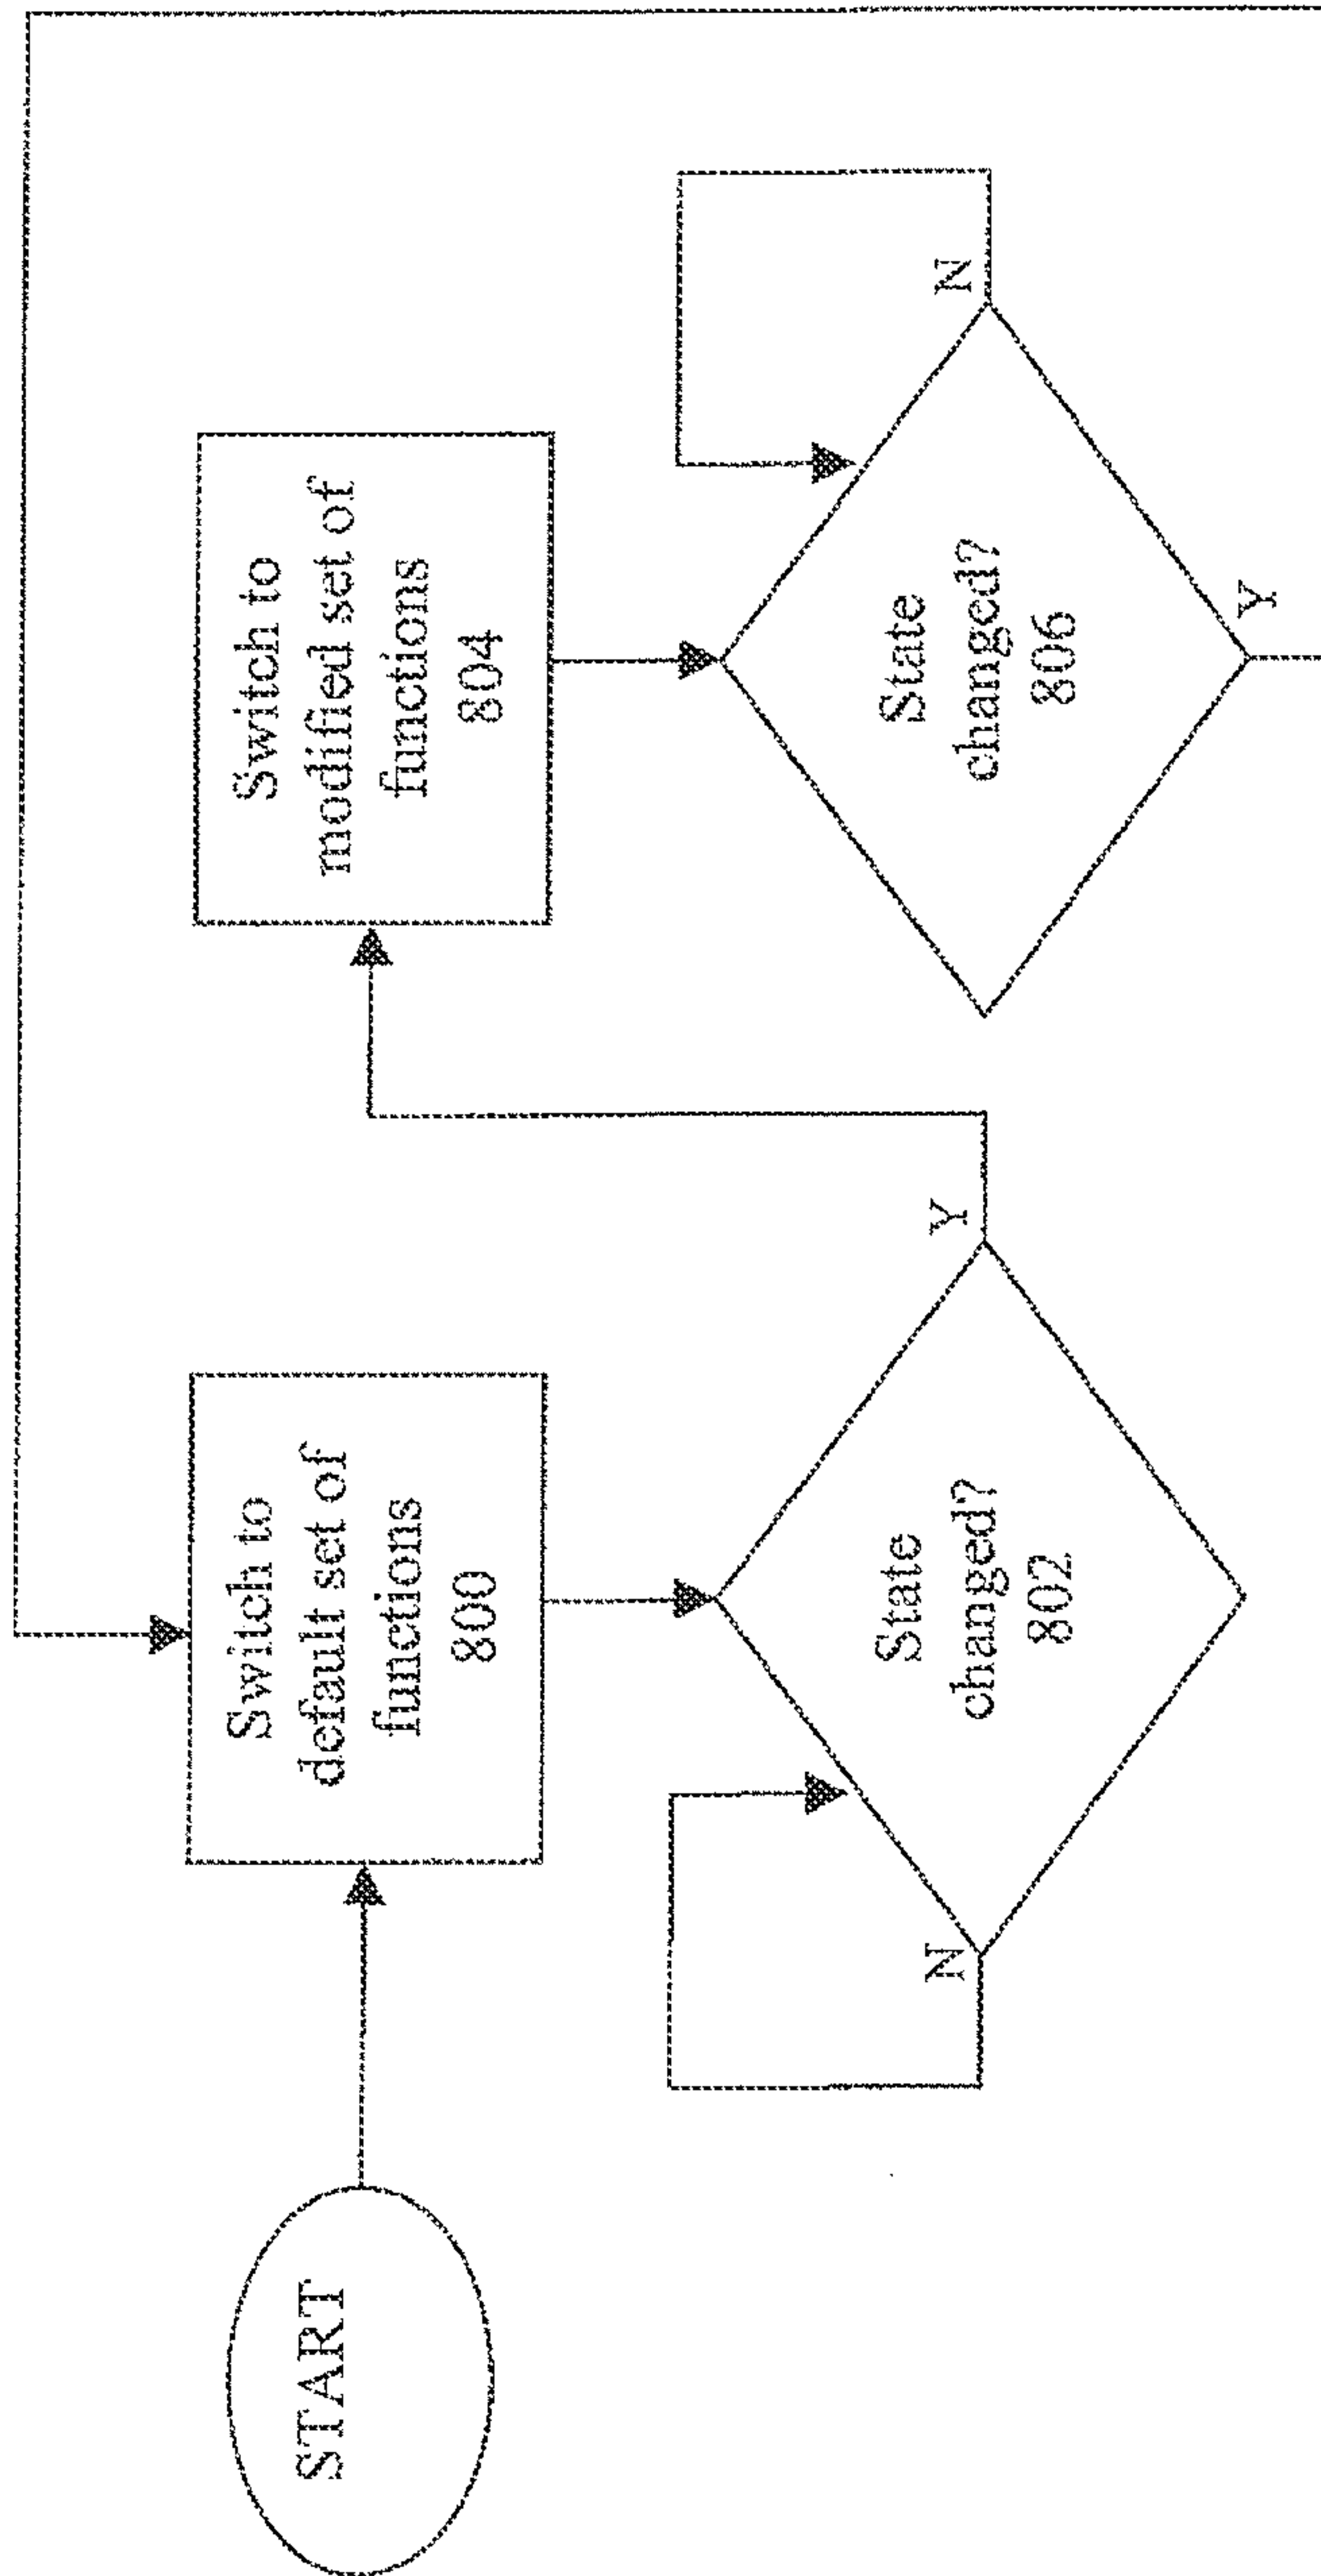 START
Switch to
default set of
functions
800
State
changed?
802
N
Y
Switch to
modified set of
functions
804
State
changed?
806
N
Y